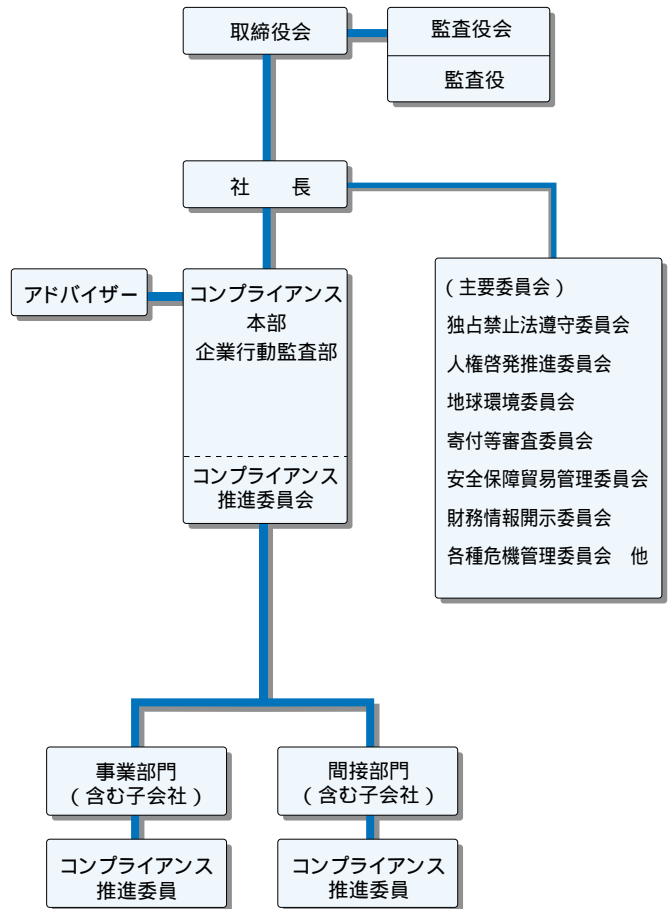 取締役会
監査役会
監査役
社　長
アドバイザー
コンプライアンス
本部
企業行動監査部
コンプライアンス
推進委員会
(主要委員会)
独占禁止法遵守委員会
人権啓発推進委員会
地球環境委員会
寄付等審査委員会
安全保障貿易管理委員会
財務情報開示委員会
各種危機管理委員会　他
事業部門
(含む子会社)
間接部門
(含む子会社)
コンプライアンス
推進委員
コンプライアンス
推進委員